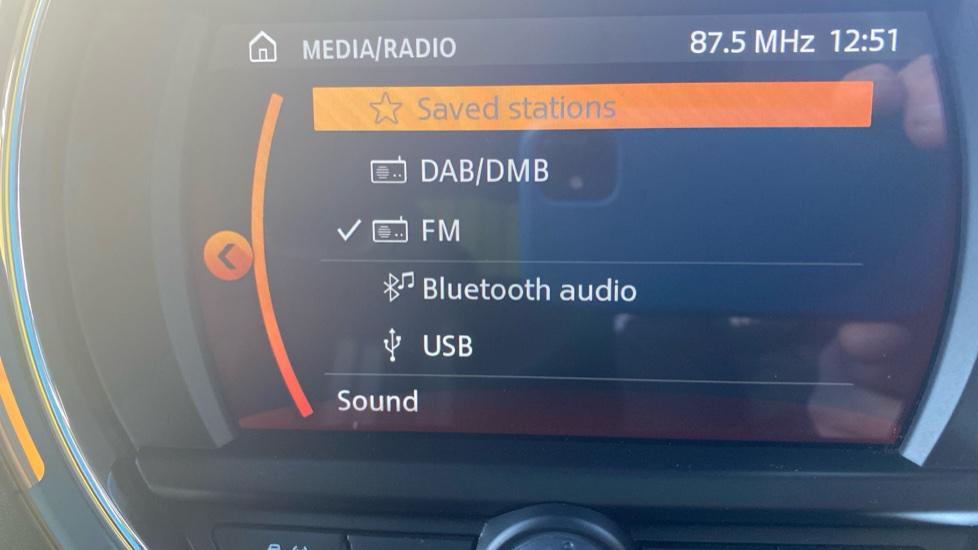 MEDIA/RADIO 87.5 MHz 12:51
Saved stations
DAB/DMB
FM
Bluetooth audio
USB
Sound